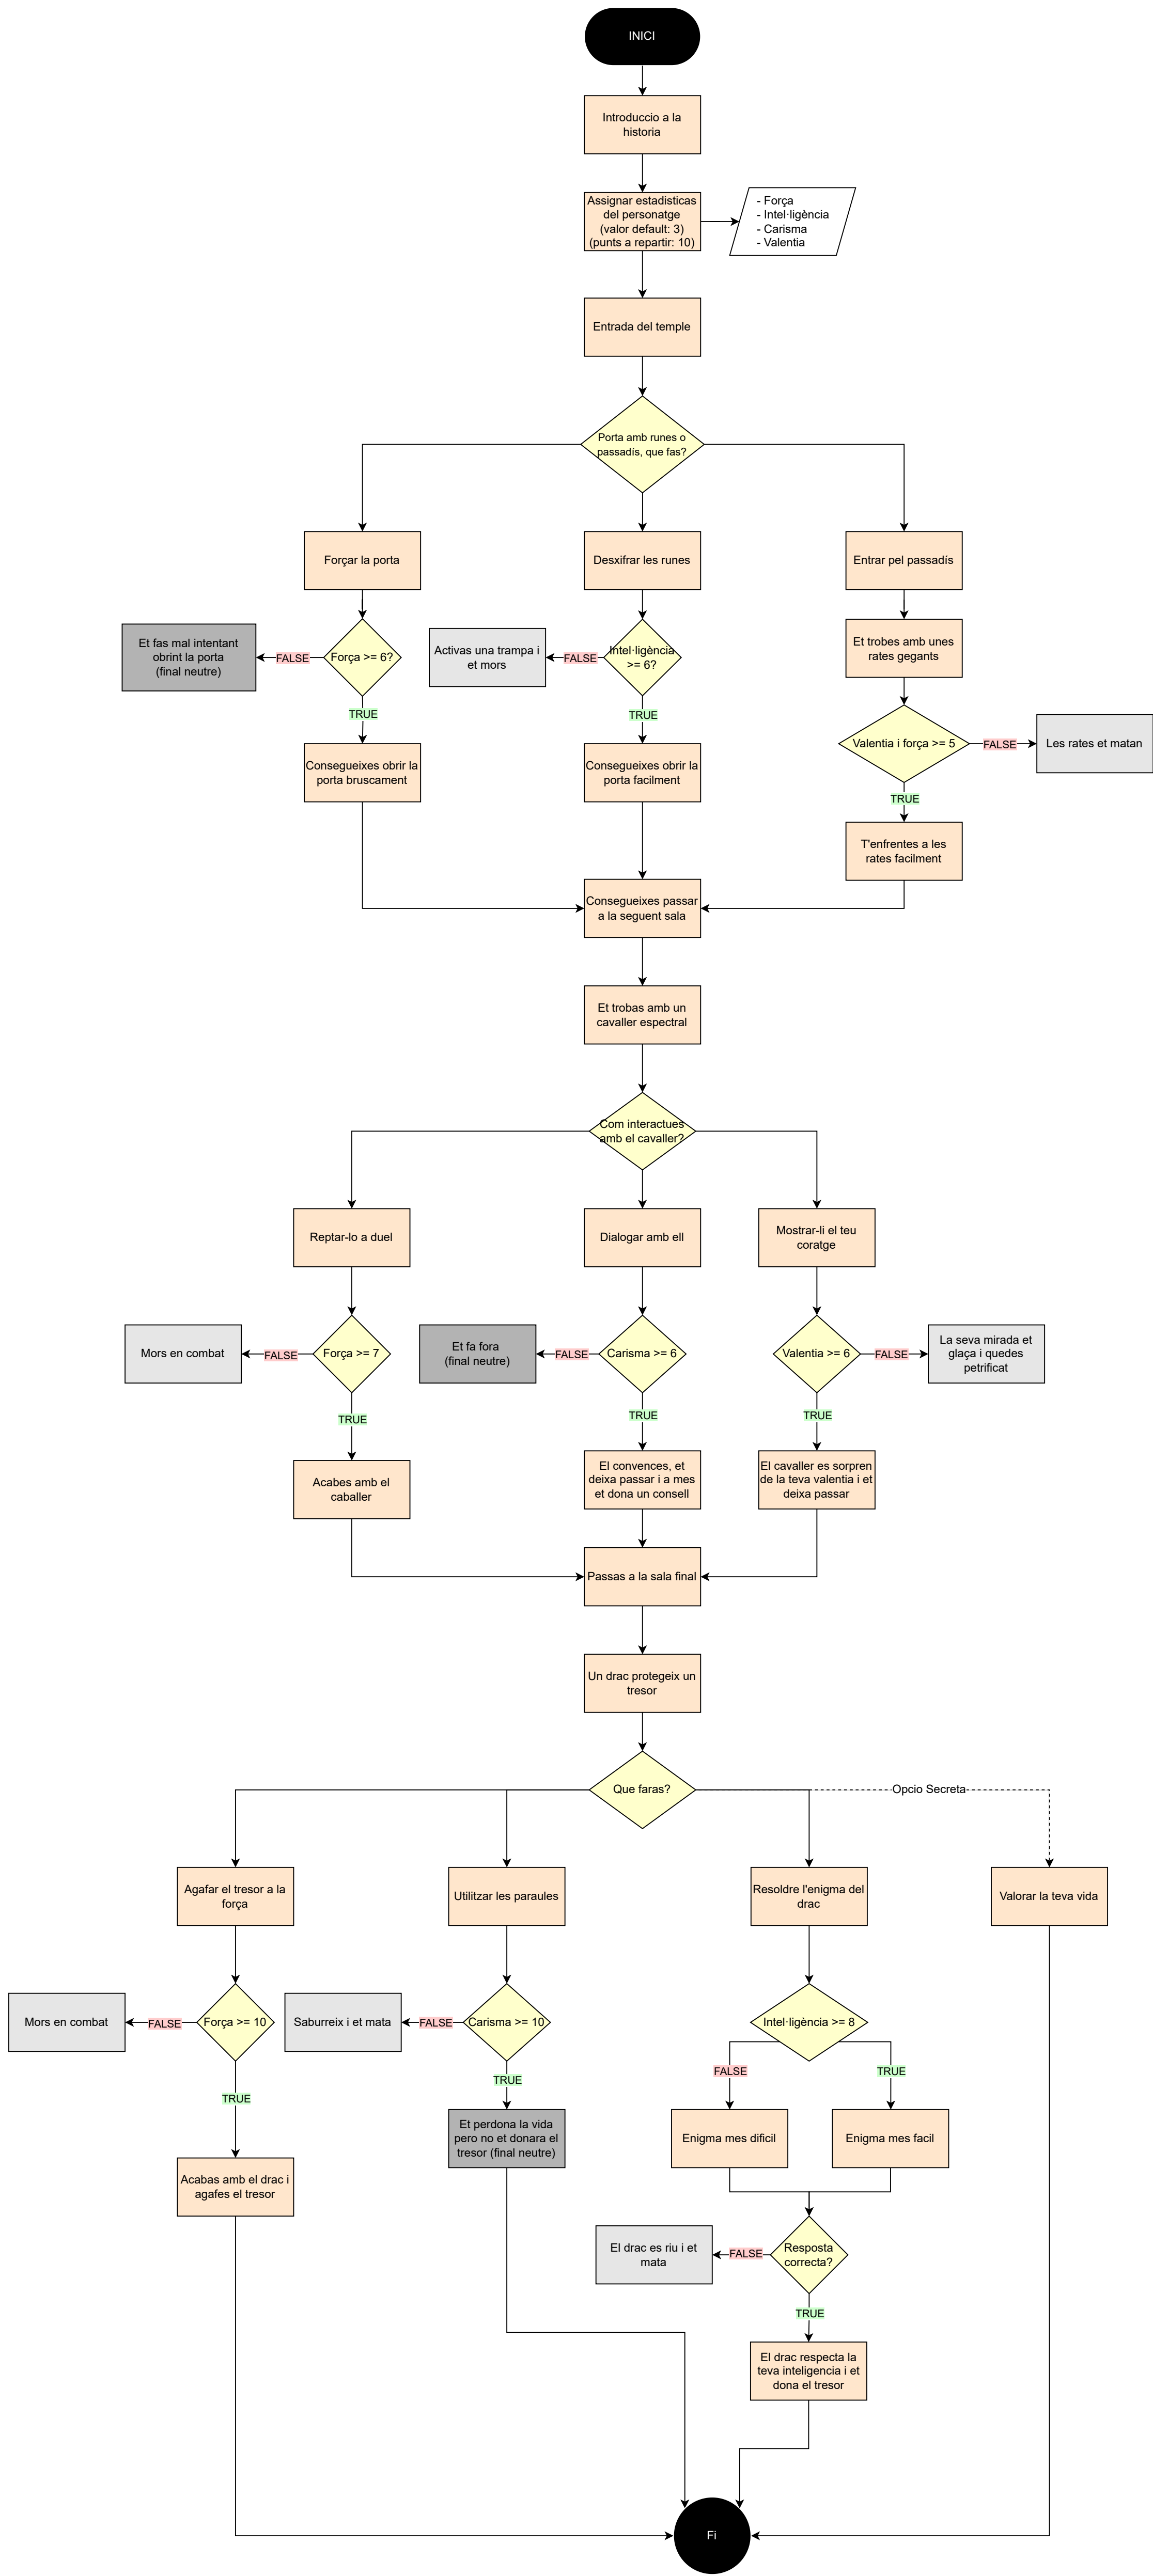 INICI
Introduccio a la
historia
Assignar estadisticas
del personatge
(valor default: 3)
(punts a repartir: 10)
- Força
- Intel·ligència
- Carisma
- Valentia
Entrada del temple
Porta amb runes o
passadís, que fas?
Forçar la porta
Desxifrar les runes
Entrar pel passadís
Et fas mal intentant
obrint la porta
(final neutre)
FALSE
Força >= 6?
TRUE
Activas una trampa i
et mors
FALSE
Intel·ligència
>= 6?
TRUE
Et trobes amb unes
rates gegants
Valentia i força >= 5
FALSE
Les rates et matan
TRUE
Consegueixes obrir la
porta bruscament
Consegueixes obrir la
porta facilment
T'enfrentes a les
rates facilment
Consegueixes passar
a la seguent sala
Et trobas amb un
cavaller espectral
Com interactues
amb el cavaller?
Reptar-lo a duel
Dialogar amb ell
Mostrar-li el teu
coratge
Mors en combat
FALSE
Força >= 7
TRUE
Et fa fora
(final neutre)
FALSE
Carisma >= 6
TRUE
Valentia >= 6
FALSE
La seva mirada et
glaça i quedes
petrificat
TRUE
Acabes amb el
caballer
El convences, et
deixa passar i a mes
et dona un consell
El cavaller es sorpren
de la teva valentia i et
deixa passar
Passas a la sala final
Un drac protegeix un
tresor
Que faras?
Opcio Secreta
Agafar el tresor a la
força
Utilitzar les paraules
Resoldre l'enigma del
drac
Valorar la teva vida
Mors en combat
FALSE
Força >= 10
TRUE
Saburreix i et mata
FALSE
Carisma >= 10
TRUE
Intel·ligència >= 8
FALSE
TRUE
Et perdona la vida
pero no et donara el
tresor (final neutre)
Enigma mes dificil
Enigma mes facil
Acabas amb el drac i
agafes el tresor
El drac es riu i et
mata
FALSE
Resposta
correcta?
TRUE
El drac respecta la
teva inteligencia i et
dona el tresor
Fi